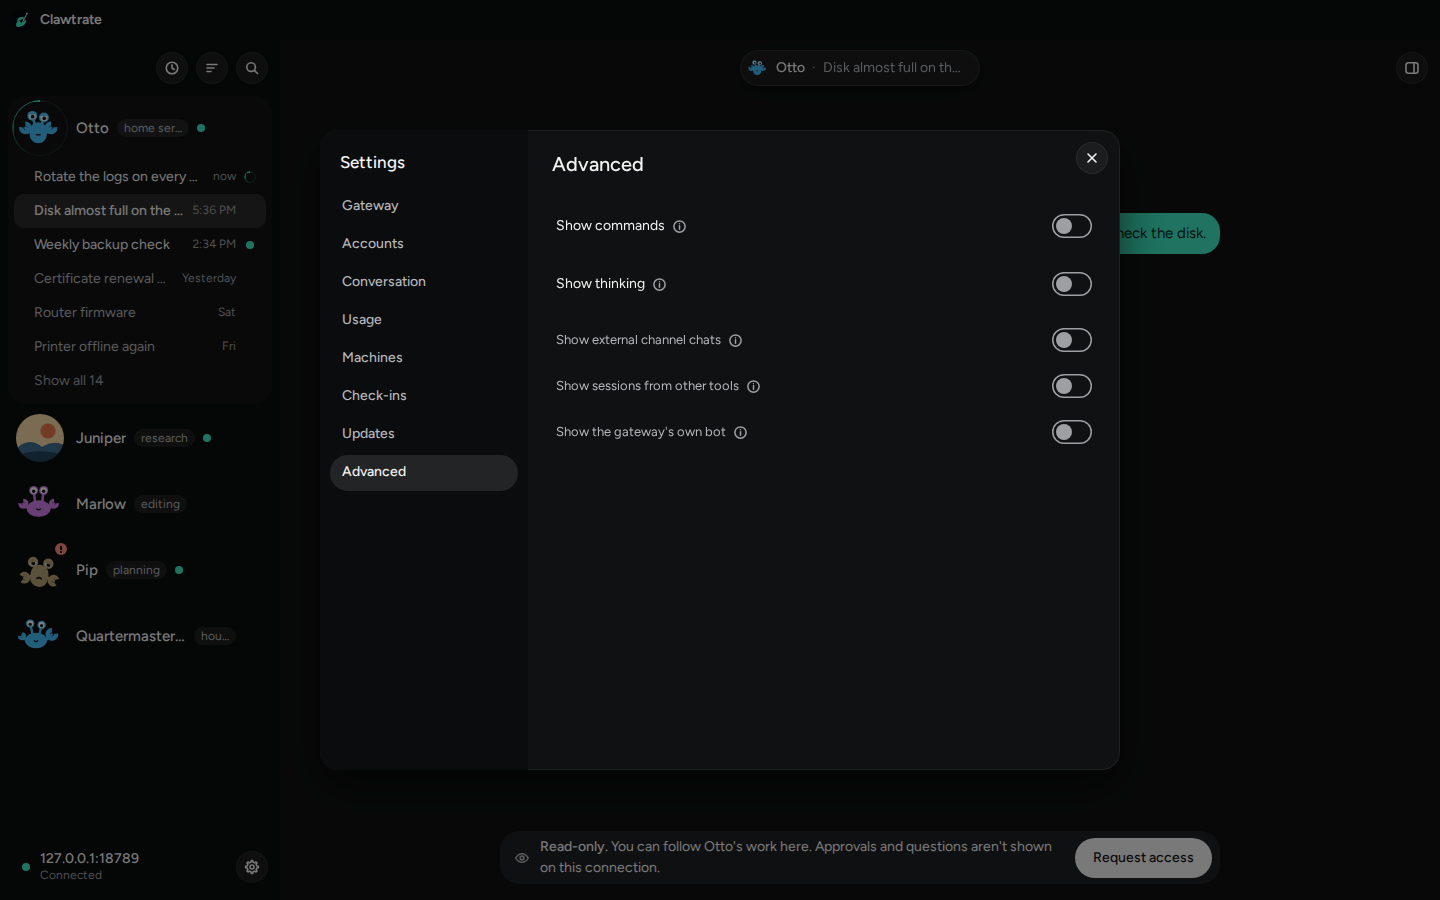 Clawtrate
Otto · Disk almost full on th...
Otto home ser...
Rotate the logs on every ... now
Disk almost full on the ... 5:36 PM
Weekly backup check 2:34 PM
Certificate renewal ... Yesterday
Router firmware Sat
Printer offline again Fri
Show all 14
Juniper research
Marlow editing
Pip planning
Quartermaster... hou...
127.0.0.1:18789
Connected
Settings
Gateway
Accounts
Conversation
Usage
Machines
Check-ins
Updates
Advanced
Advanced
Show commands
Show thinking
Show external channel chats
Show sessions from other tools
Show the gateway's own bot
heck the disk.
Read-only. You can follow Otto's work here. Approvals and questions aren't shown
on this connection.
Request access